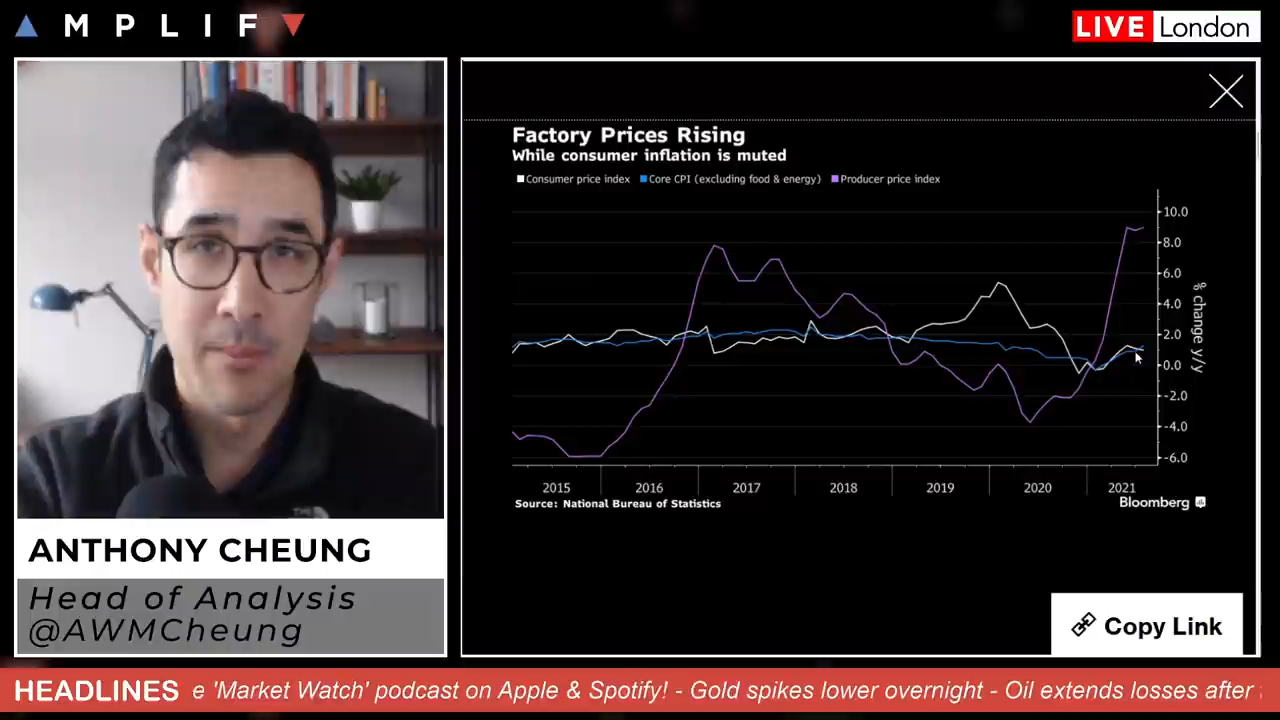 AMPLIFY
LIVE London
Factory Prices Rising
While consumer inflation is muted
Consumer price index Core CPI (excluding food & energy) Producer price index
10.0
8.0
6.0
4.0
2.0
0.0
-2.0
-4.0
-6.0
% change y/y
2015 2016 2017 2018 2019 2020 2021
Source: National Bureau of Statistics
Bloomberg
THE
ANTHONY CHEUNG
Head of Analysis
@AWMCheung
Copy Link
HEADLINES e 'Market Watch' podcast on Apple & Spotify! - Gold spikes lower overnight - Oil extends losses after